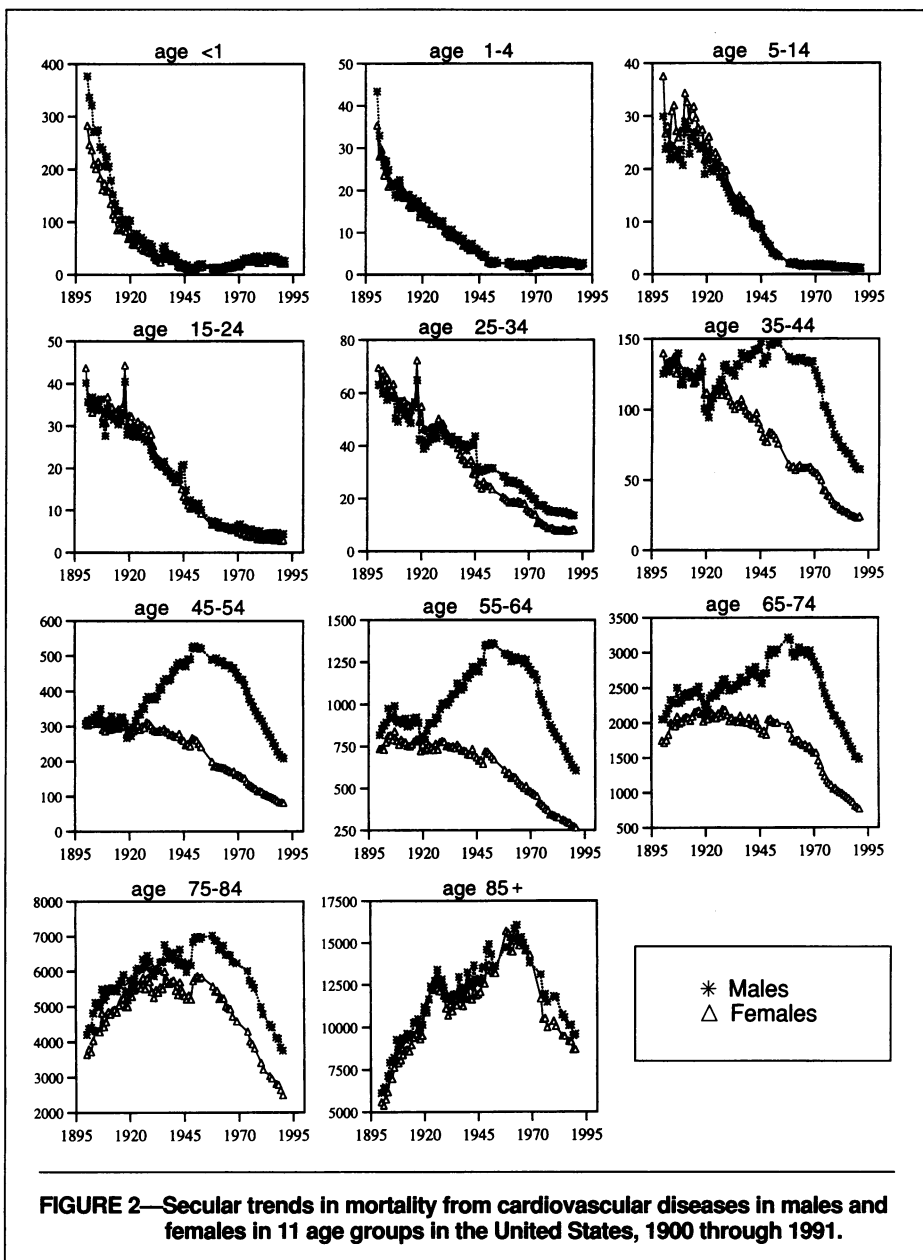 age <1
400
300
200
100
0
1895 1920 1945 1970 1995
age 1-4
50
40
30
20
10
0
1895 1920 1945 1970 1995
age 5-14
40
30
20
10
0
1895 1920 1945 1970 1995
age 15-24
50
40
30
20
10
0
1895 1920 1945 1970 1995
age 25-34
80
60
40
20
0
1895 1920 1945 1970 1995
age 35-44
150
100
50
0
1895 1920 1945 1970 1995
age 45-54
600
500
400
300
200
100
0
1895 1920 1945 1970 1995
age 55-64
1500
1250
1000
750
500
250
1895 1920 1945 1970 1995
age 65-74
3500
3000
2500
2000
1500
1000
500
1895 1920 1945 1970 1995
age 75-84
8000
7000
6000
5000
4000
3000
2000
1895 1920 1945 1970 1995
age 85+
17500
15000
12500
10000
7500
5000
1895 1920 1945 1970 1995
Males
Females
FIGURE 2—Secular trends in mortality from cardiovascular diseases in males and
females in 11 age groups in the United States, 1900 through 1991.